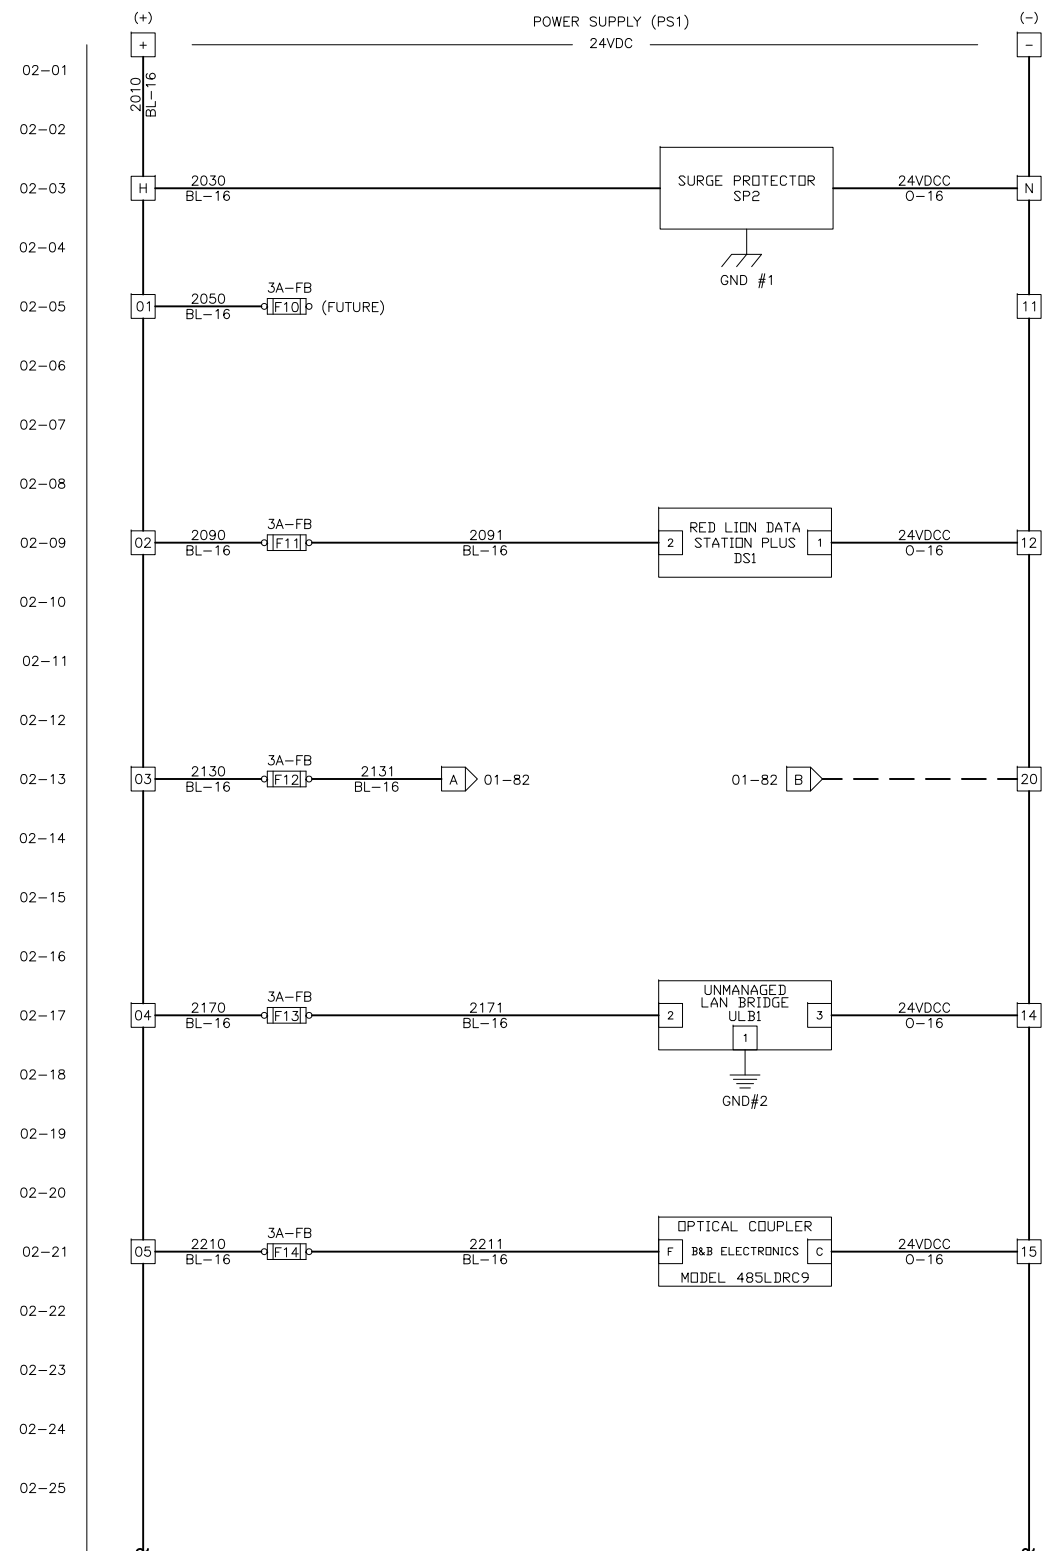 (+) POWER SUPPLY (PS1) (-)
+ 24VDC -
02-01
2010
BL-16
02-02
02-03 H 2030 SURGE PROTECTOR 24VDCC N
BL-16 SP2 O-16
02-04
GND #1
3A-FB
02-05 01 2050 F10 (FUTURE) 11
BL-16
02-06
02-07
02-08
3A-FB RED LION DATA
02-09 02 2090 F11 2091 2 STATION PLUS 1 24VDCC 12
BL-16 BL-16 DS1 O-16
02-10
02-11
02-12
3A-FB
02-13 03 2130 F12 2131 A 01-82 01-82 B 20
BL-16 BL-16
02-14
02-15
02-16
3A-FB UNMANAGED
LAN BRIDGE
02-17 04 2170 F13 2171 2 ULB1 3 24VDCC 14
BL-16 BL-16 1 O-16
02-18
GND#2
02-19
02-20
3A-FB OPTICAL COUPLER
02-21 05 2210 F14 2211 F B&B ELECTRONICS C 24VDCC 15
BL-16 BL-16 MODEL 485LDRC9 O-16
02-22
02-23
02-24
02-25